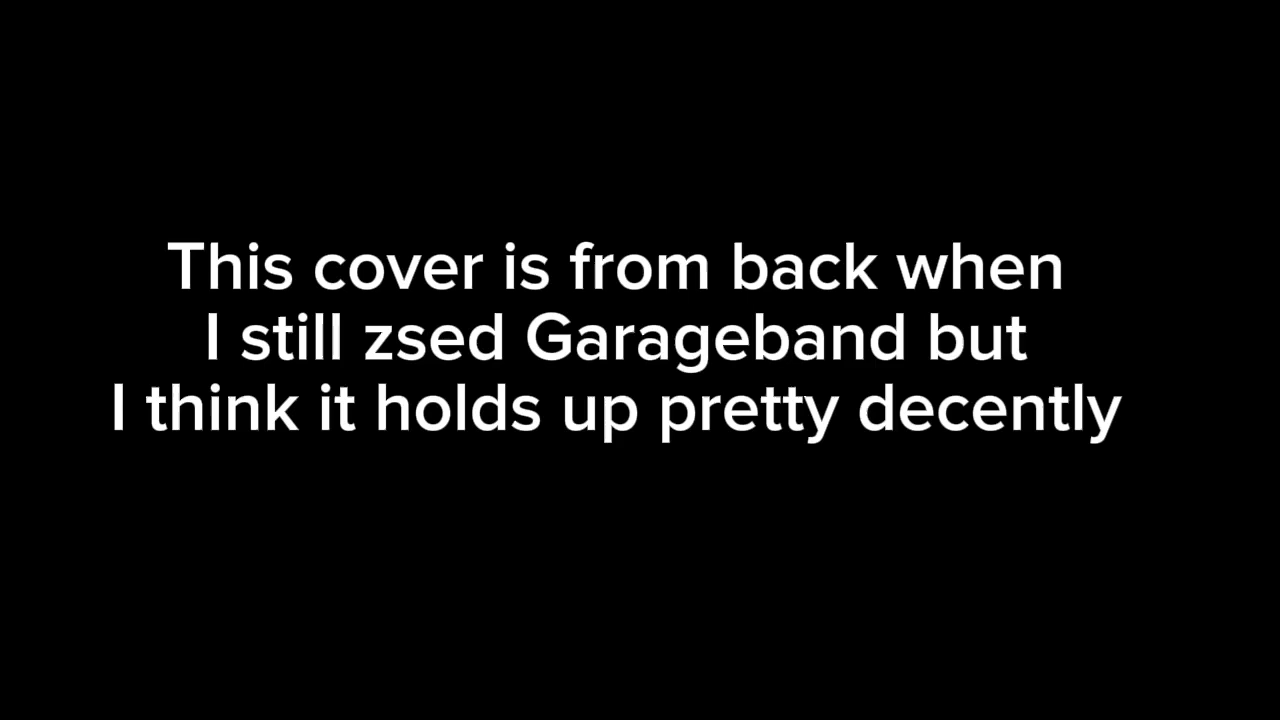 This cover is from back when
I still zsed Garageband but
I think it holds up pretty decently